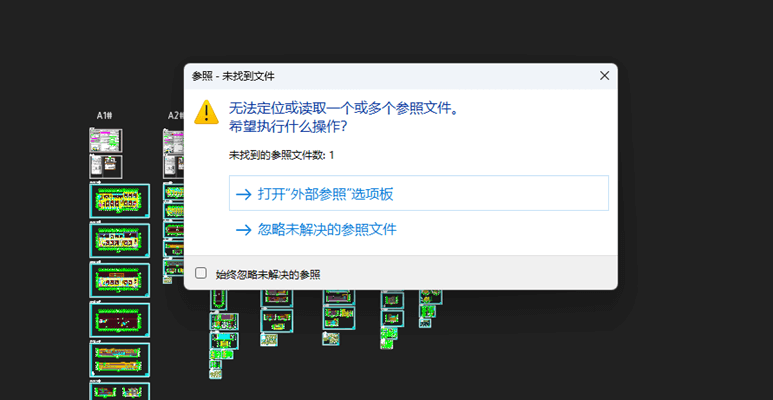 参照 - 未找到文件
无法定位或读取一个或多个参照文件。
希望执行什么操作?
A1#
A2#
未找到的参照文件数: 1
打开“外部参照”选项板
忽略未解决的参照文件
始终忽略未解决的参照